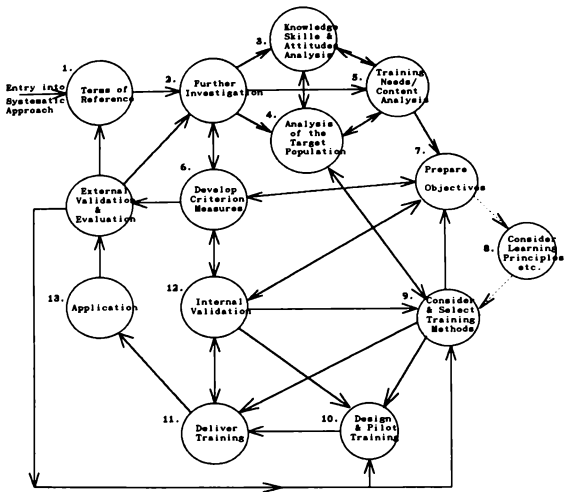 Entry into
Systematic
Approach
1.
Terms of
Reference
2.
Further
Investigation
3.
Knowledge
Skills &
Attitudes
Analysis
4.
Analysis
of the
Target
Population
5.
Training
Needs/
Content
Analysis
6.
Develop
Criterion
Measures
7.
Prepare
Objectives
8.
Consider
Learning
Principles
etc.
9.
Consider
& Select
Training
Methods
10.
Design
& Pilot
Training
11.
Deliver
Training
12.
Internal
Validation
13.
Application
External
Validation
&
Evaluation